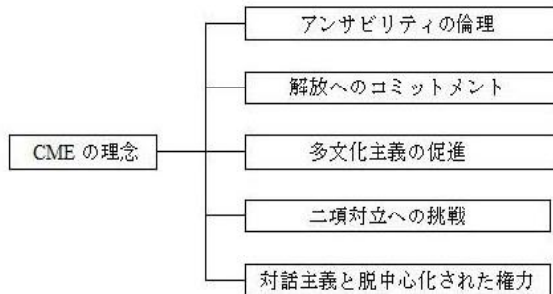 アンサビリティの倫理
解放へのコミットメント
CME の理念
多文化主義の促進
二項対立への挑戦
対話主義と脱中心化された権力